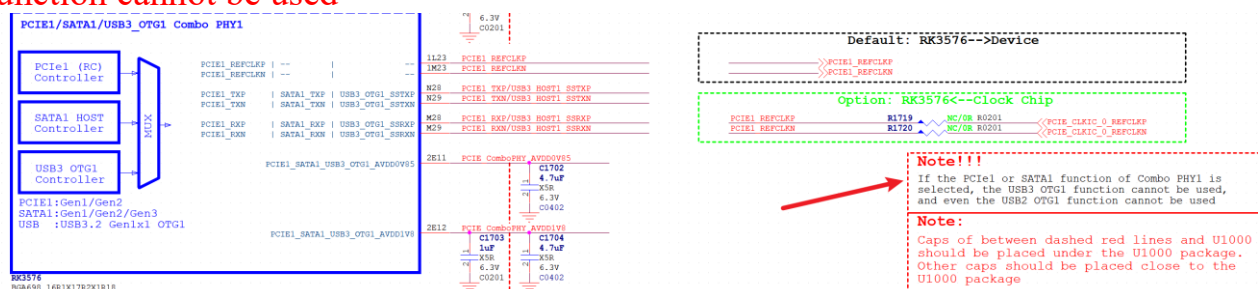 unction cannot be used
PCIE1/SATA1/USB3_OTG1 Combo PHY1
PCIe1 (RC)
Controller
SATA1 HOST
Controller
USB3 OTG1
Controller
MUX
PCIE1:Gen1/Gen2
SATA1:Gen1/Gen2/Gen3
USB :USB3.2 Gen1x1 OTG1
PCIE1_REFCLKP | -- | --
PCIE1_REFCLKN | -- | --
PCIE1_TXP | SATA1_TXP | USB3_OTG1_SSTXP
PCIE1_TXN | SATA1_TXN | USB3_OTG1_SSTXN
PCIE1_RXP | SATA1_RXP | USB3_OTG1_SSRXP
PCIE1_RXN | SATA1_RXN | USB3_OTG1_SSRXN
PCIE1_SATA1_USB3_OTG1_AVDD0V85
PCIE1_SATA1_USB3_OTG1_AVDD1V8
RK3576
BGA698_16R1X17R2X1R18
6.3V
C0201
1L23 PCIE1_REFCLKP
1M23 PCIE1_REFCLKN
N28 PCIE1_TXP/USB3_HOST1_SSTXP
N29 PCIE1_TXN/USB3_HOST1_SSTXN
M28 PCIE1_RXP/USB3_HOST1_SSRXP
M29 PCIE1_RXN/USB3_HOST1_SSRXN
2E11 PCIE_ComboPHY_AVDD0V85
C1702
4.7uF
X5R
6.3V
C0402
2E12 PCIE_ComboPHY_AVDD1V8
C1703
1uF
X5R
6.3V
C0201
C1704
4.7uF
X5R
6.3V
C0402
Default: RK3576-->Device
PCIE1_REFCLKP
PCIE1_REFCLKN
Option: RK3576<--Clock Chip
PCIE1_REFCLKP R1719 NC/0R R0201 PCIE_CLKIC_0_REFCLKP
PCIE1_REFCLKN R1720 NC/0R R0201 PCIE_CLKIC_0_REFCLKN
Note!!!
If the PCIe1 or SATA1 function of Combo PHY1 is
selected, the USB3 OTG1 function cannot be used,
and even the USB2 OTG1 function cannot be used
Note:
Caps of between dashed red lines and U1000
should be placed under the U1000 package.
Other caps should be placed close to the
U1000 package